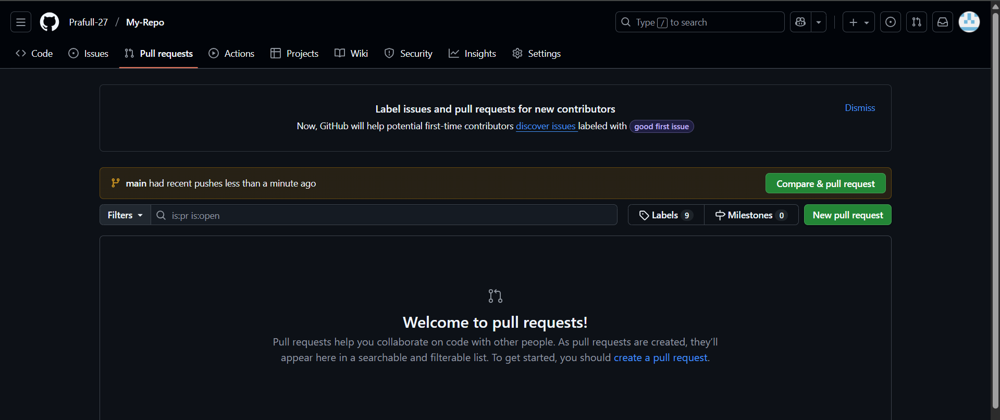 Prafull-27 / My-Repo
Type / to search
Code Issues Pull requests Actions Projects Wiki Security Insights Settings
Label issues and pull requests for new contributors
Dismiss
Now, GitHub will help potential first-time contributors discover issues labeled with good first issue
main had recent pushes less than a minute ago
Compare & pull request
Filters is:pr is:open Labels 9 Milestones 0 New pull request
Welcome to pull requests!
Pull requests help you collaborate on code with other people. As pull requests are created, they’ll
appear here in a searchable and filterable list. To get started, you should create a pull request.